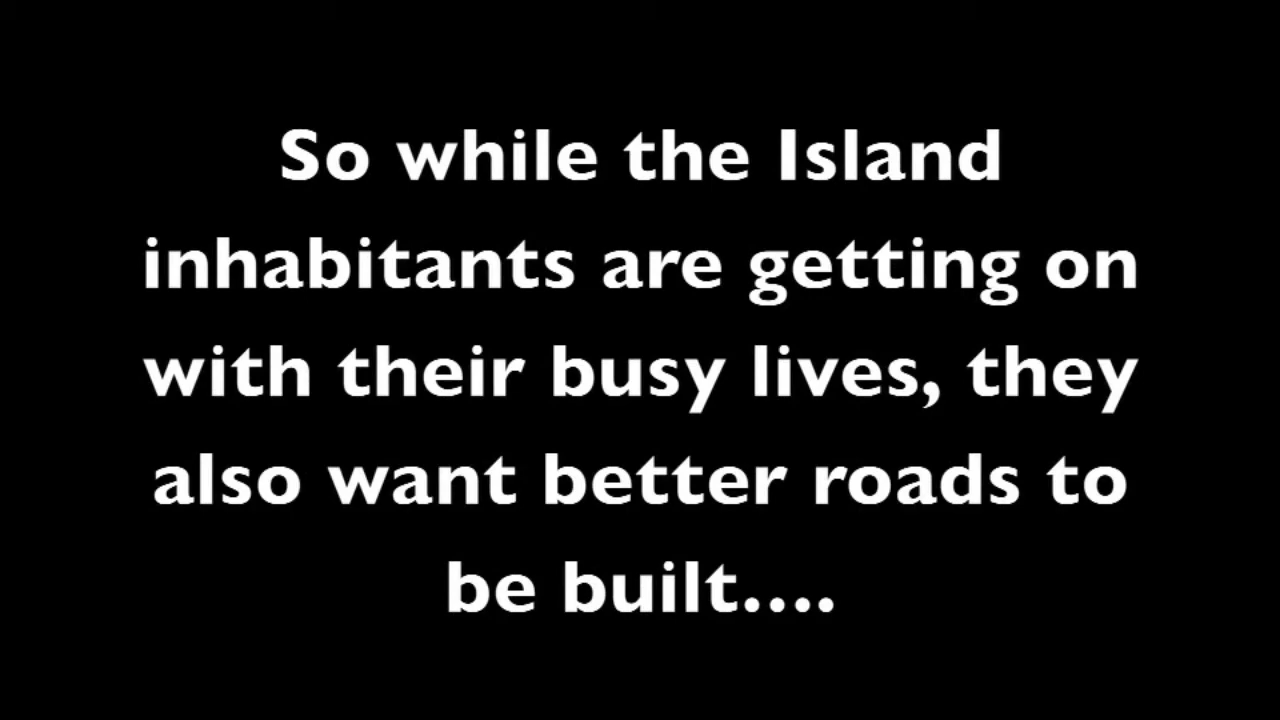 So while the Island
inhabitants are getting on
with their busy lives, they
also want better roads to
be built....